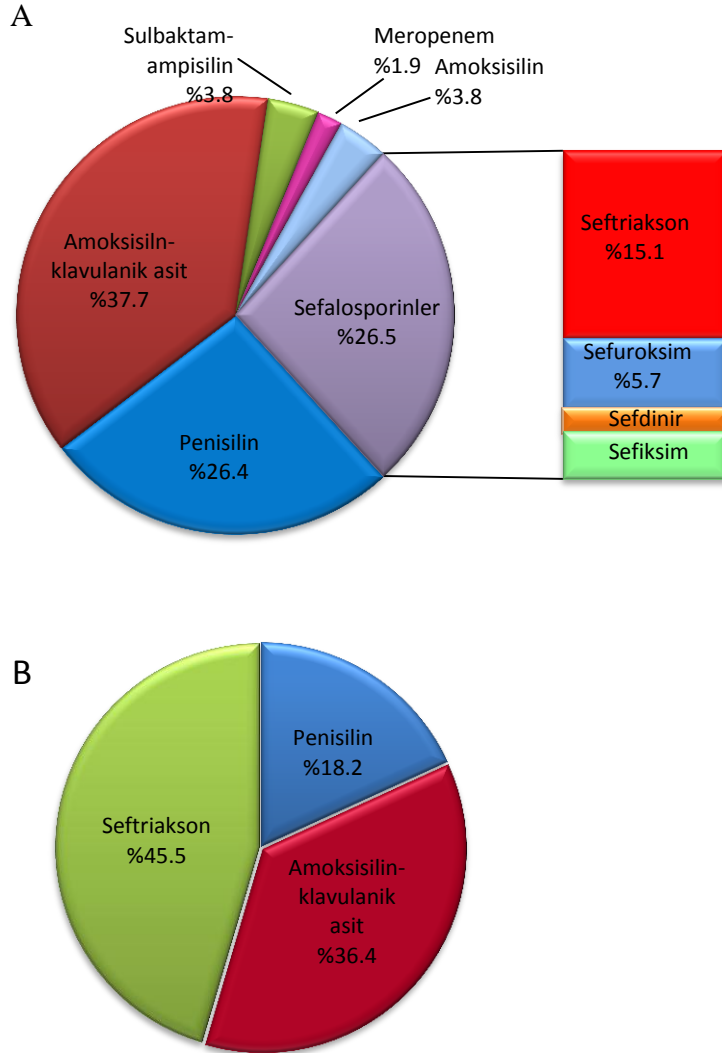 A
Sulbaktam-
ampisilin
%3.8
Meropenem
%1.9
Amoksisilin
%3.8
Amoksisiln-
klavulanik asit
%37.7
Sefalosporinler
%26.5
Penisilin
%26.4
Seftriakson
%15.1
Sefuroksim
%5.7
Sefdinir
Sefiksim
B
Penisilin
%18.2
Seftriakson
%45.5
Amoksisilin-
klavulanik
asit
%36.4